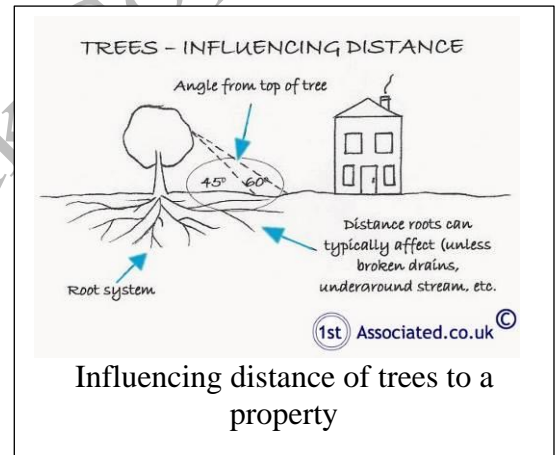 TREES - INFLUENCING DISTANCE
Angle from top of tree
45° 60°
Distance roots can
typically affect (unless
broken drains,
underground stream, etc.
Root system
1st Associated.co.uk ©
Influencing distance of trees to a
property